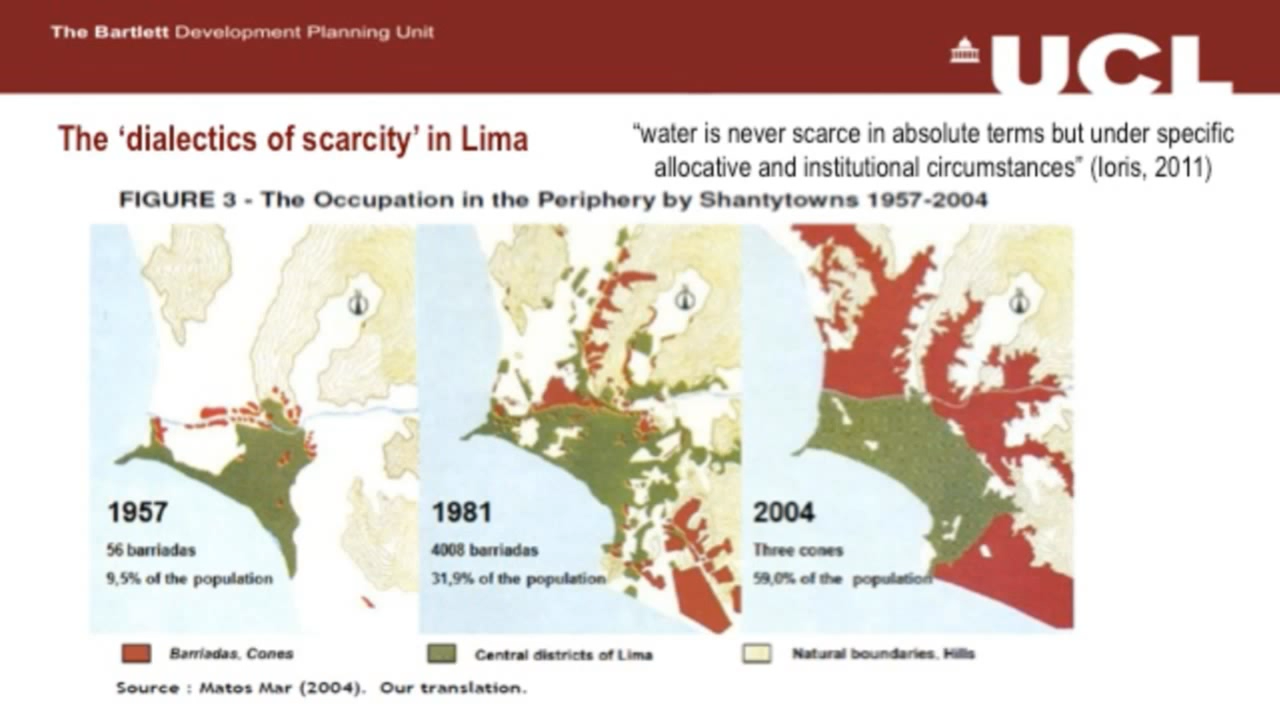 The Bartlett Development Planning Unit
UCL
The 'dialectics of scarcity' in Lima
"water is never scarce in absolute terms but under specific
allocative and institutional circumstances" (Ioris, 2011)
FIGURE 3 - The Occupation in the Periphery by Shantytowns 1957-2004
1957
56 barriadas
9,5% of the population
1981
4008 barriadas
31,9% of the population
2004
Three cones
59,0% of the population
Barriadas, Cones
Central districts of Lima
Natural boundaries, Hills
Source : Matos Mar (2004). Our translation.